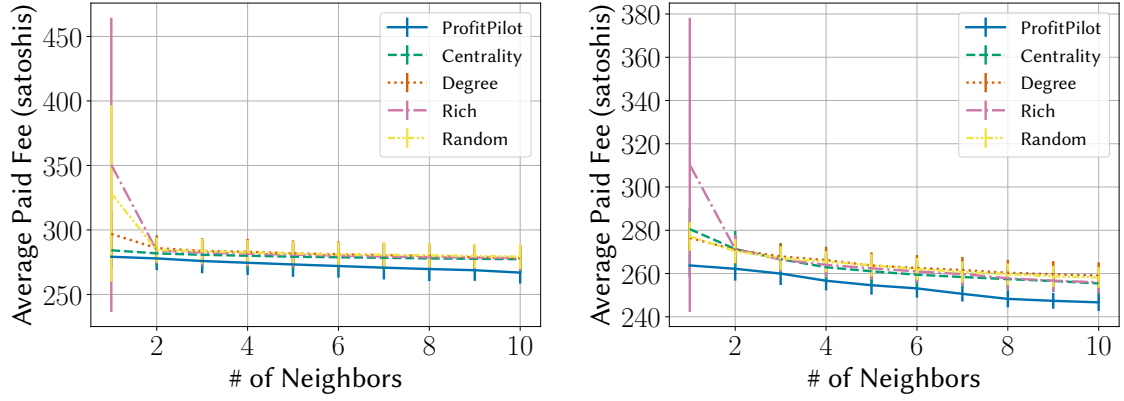 Average Paid Fee (satoshis)
450
400
350
300
250
2
4
6
8
10
# of Neighbors
ProfitPilot
Centrality
Degree
Rich
Random
Average Paid Fee (satoshis)
380
360
340
320
300
280
260
240
2
4
6
8
10
# of Neighbors
ProfitPilot
Centrality
Degree
Rich
Random